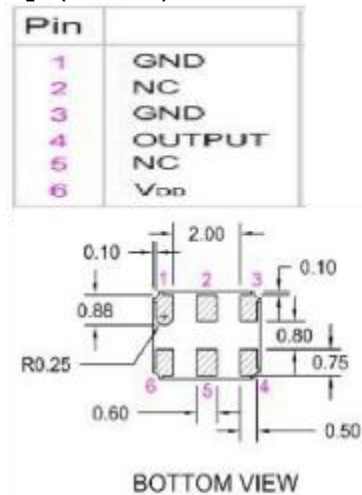 Pin
1 GND
2 NC
3 GND
4 OUTPUT
5 NC
6 VDD
2.00
0.10
1 2 3
0.10
0.88
0.80
0.75
R0.25
6 5 4
0.60
0.50
BOTTOM VIEW